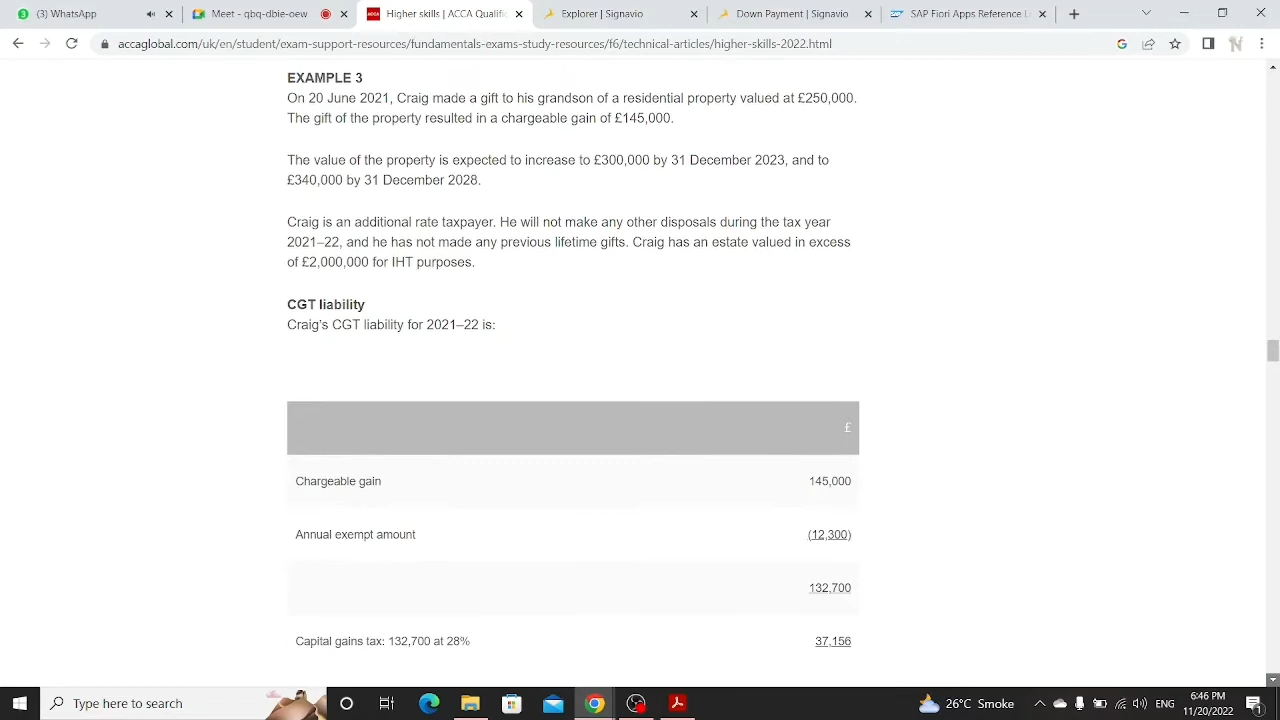 (3) WhatsApp
Meet - qbq-dbie-oew
Higher skills | ACCA Qualific
Explorer | Signavio
Down Payment | Signavio
SAP Fiori Apps Reference L
accaglobal.com/uk/en/student/exam-support-resources/fundamentals-exams-study-resources/f6/technical-articles/higher-skills-2022.html
EXAMPLE 3
On 20 June 2021, Craig made a gift to his grandson of a residential property valued at £250,000.
The gift of the property resulted in a chargeable gain of £145,000.
The value of the property is expected to increase to £300,000 by 31 December 2023, and to
£340,000 by 31 December 2028.
Craig is an additional rate taxpayer. He will not make any other disposals during the tax year
2021–22, and he has not made any previous lifetime gifts. Craig has an estate valued in excess
of £2,000,000 for IHT purposes.
CGT liability
Craig's CGT liability for 2021–22 is:
£
Chargeable gain 145,000
Annual exempt amount (12,300)
132,700
Capital gains tax: 132,700 at 28% 37,156
Type here to search
26°C Smoke
ENG
6:46 PM
11/20/2022